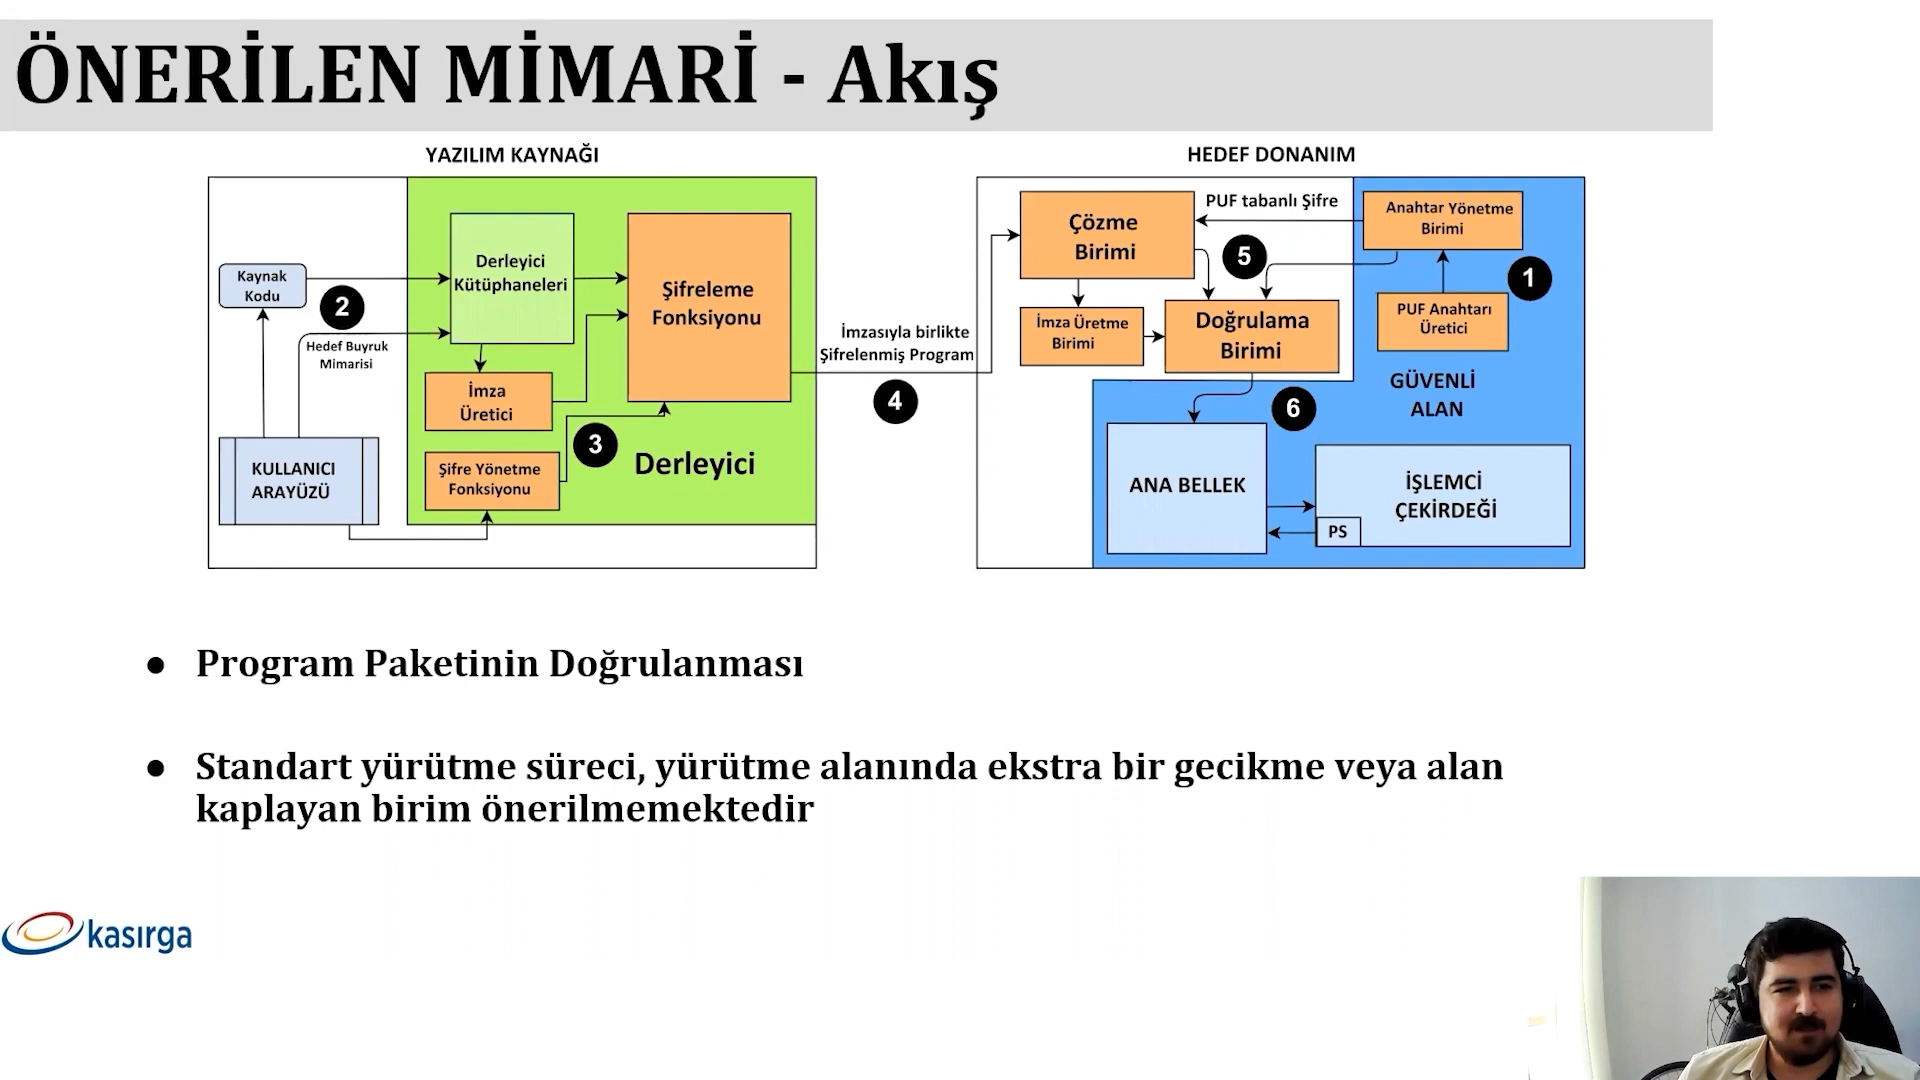 ÖNERİLEN MİMARİ - Akış
YAZILIM KAYNAĞI
Kaynak
Kodu
2
Hedef Buyruk
Mimarisi
KULLANICI
ARAYÜZÜ
Derleyici
Kütüphaneleri
İmza
Üretici
Şifre Yönetme
Fonksiyonu
3
Şifreleme
Fonksiyonu
Derleyici
İmzasıyla birlikte
Şifrelenmiş Program
4
HEDEF DONANIM
Çözme
Birimi
PUF tabanlı Şifre
Anahtar Yönetme
Birimi
5
1
İmza Üretme
Birimi
Doğrulama
Birimi
PUF Anahtarı
Üretici
GÜVENLİ
ALAN
6
ANA BELLEK
İŞLEMCİ
ÇEKİRDEĞİ
PS
● Program Paketinin Doğrulanması
● Standart yürütme süreci, yürütme alanında ekstra bir gecikme veya alan
kaplayan birim önerilmemektedir
kasırga